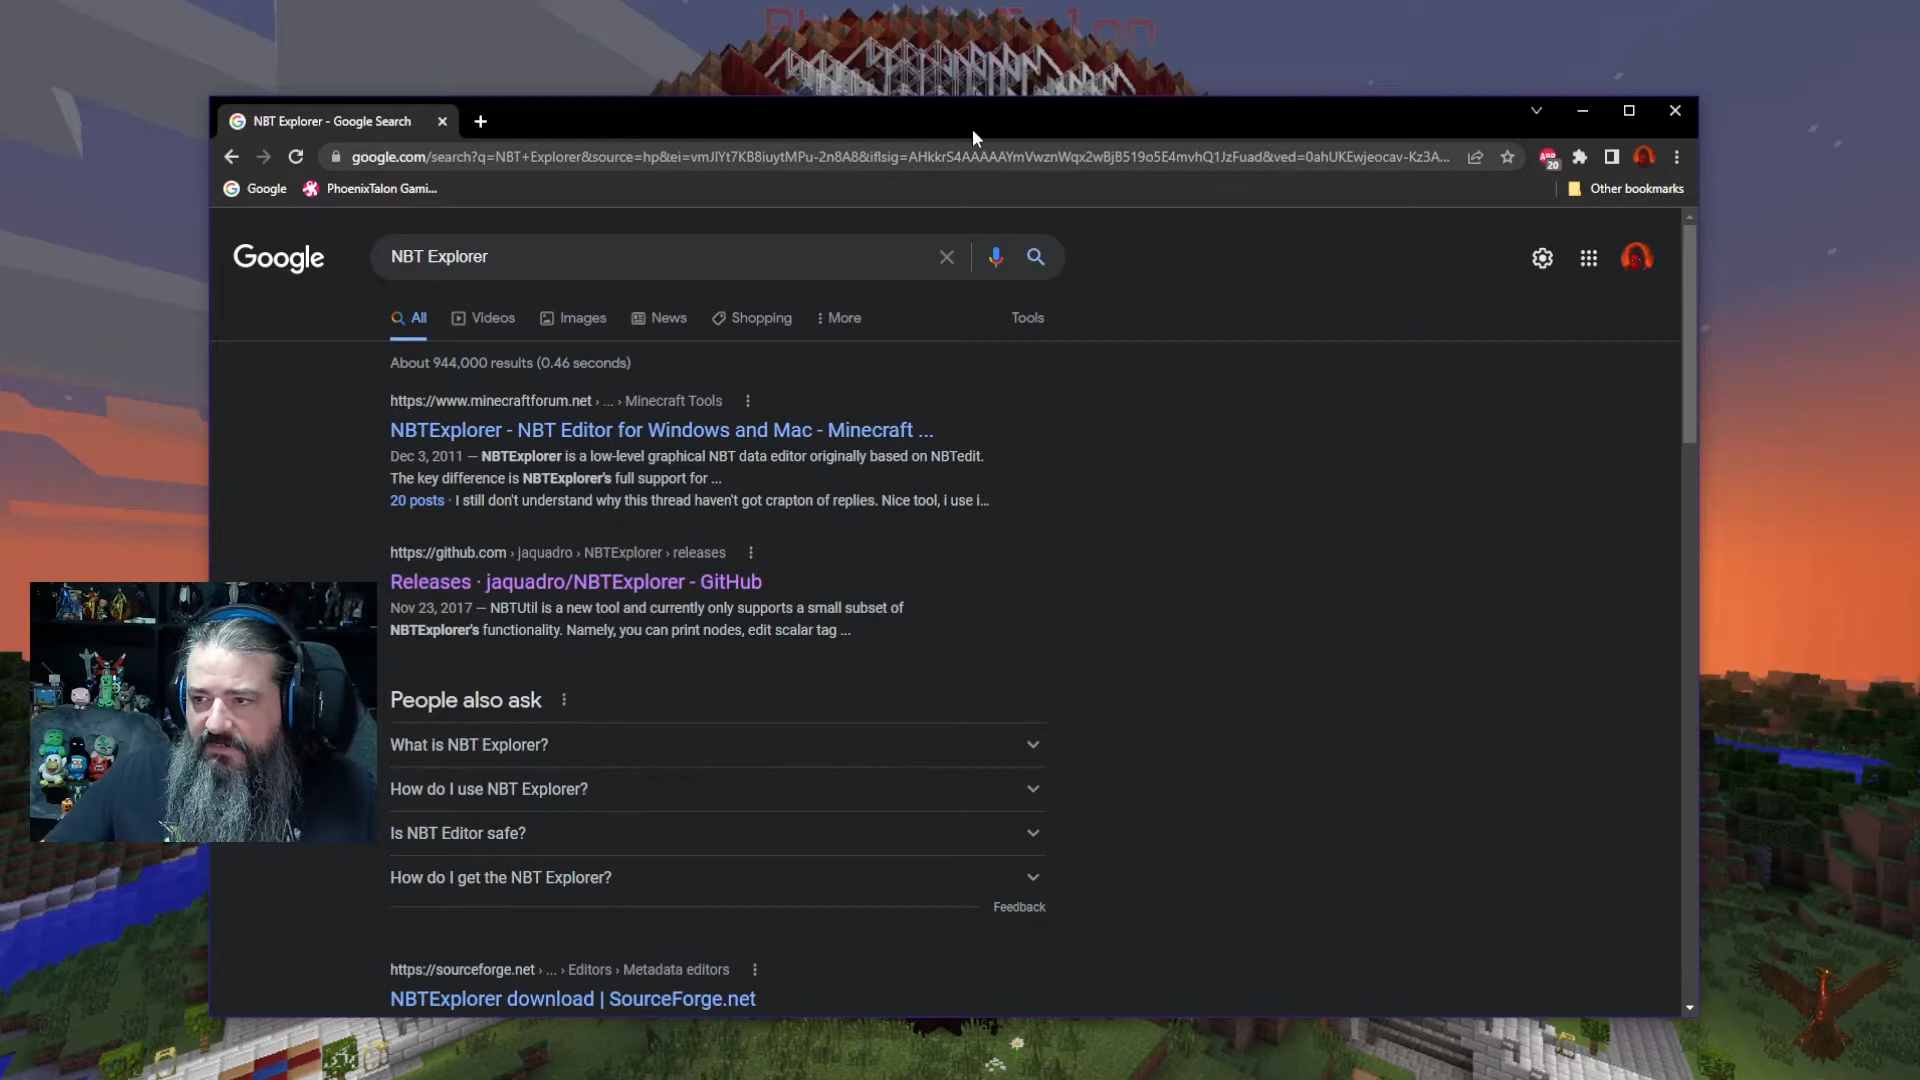 PhoenixTalon
NBT Explorer - Google Search
google.com/search?q=NBT+Explorer&source=hp&ei=vmJlYt7KB8iuytMPu-2n8A8&iflsig=AHkkrS4AAAAAYmVwznWqx2wBjB519o5E4mvhQ1JzFuad&ved=0ahUKEwjeocav-Kz3A...
20
Google
PhoenixTalon Gami...
Other bookmarks
Google
NBT Explorer
All
Videos
Images
News
Shopping
More
Tools
About 944,000 results (0.46 seconds)
https://www.minecraftforum.net › ... › Minecraft Tools
NBTExplorer - NBT Editor for Windows and Mac - Minecraft ...
Dec 3, 2011 — NBTExplorer is a low-level graphical NBT data editor originally based on NBTedit.
The key difference is NBTExplorer's full support for ...
20 posts · I still don't understand why this thread haven't got crapton of replies. Nice tool, i use i...
https://github.com › jaquadro › NBTExplorer › releases
Releases · jaquadro/NBTExplorer - GitHub
Nov 23, 2017 — NBTUtil is a new tool and currently only supports a small subset of
NBTExplorer's functionality. Namely, you can print nodes, edit scalar tag ...
People also ask
What is NBT Explorer?
How do I use NBT Explorer?
Is NBT Editor safe?
How do I get the NBT Explorer?
Feedback
https://sourceforge.net › ... › Editors › Metadata editors
NBTExplorer download | SourceForge.net